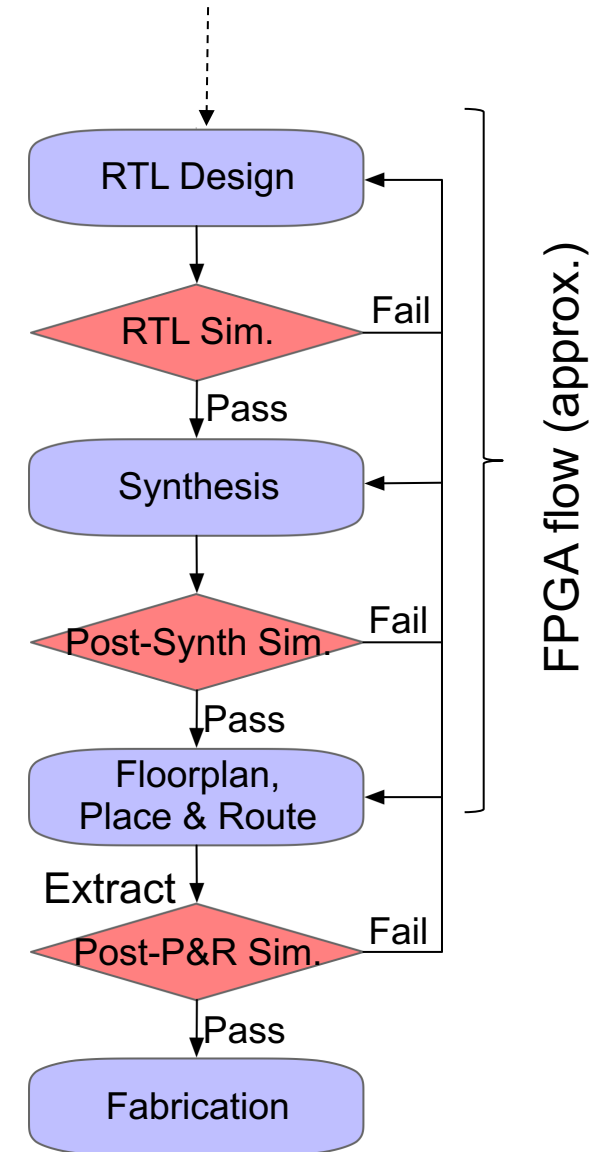 RTL Design
RTL Sim.
Fail
Pass
Synthesis
Post-Synth Sim.
Fail
Pass
Floorplan,
Place & Route
Extract
Post-P&R Sim.
Fail
Pass
Fabrication
FPGA flow (approx.)